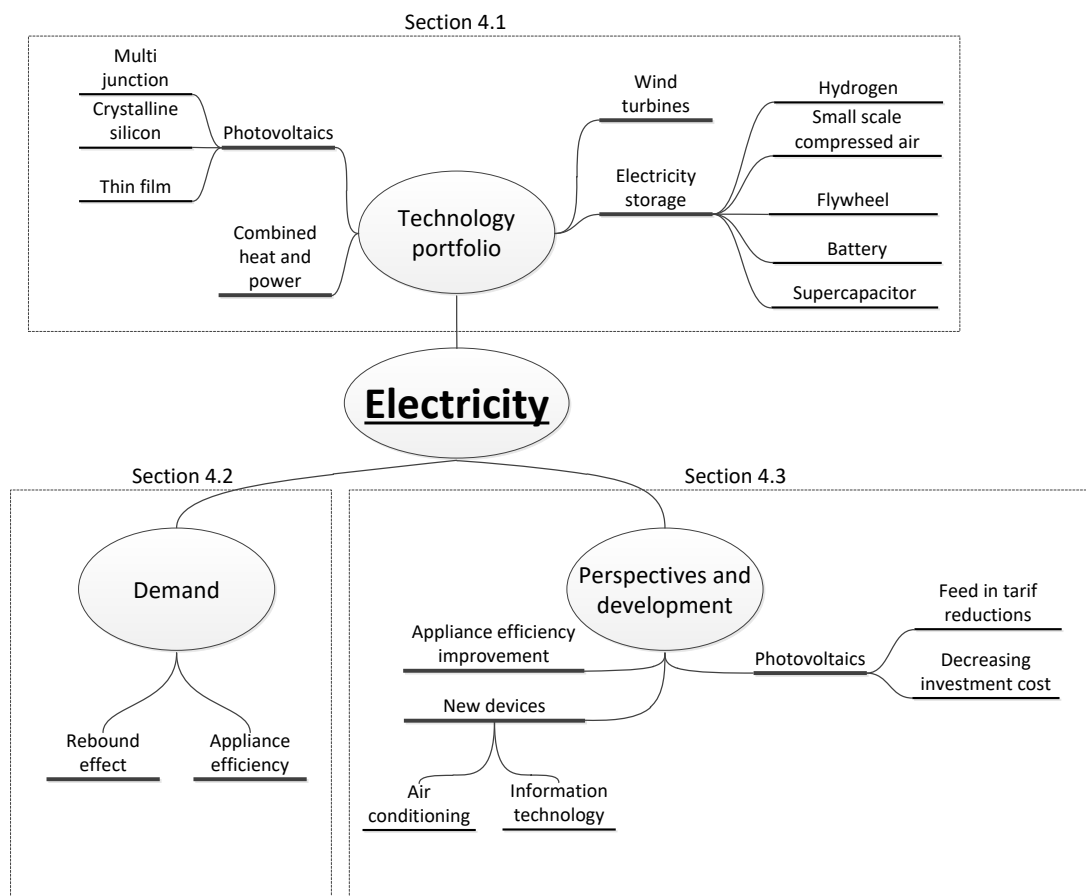 Section 4.1
Multi
junction
Crystalline
silicon
Thin film
Photovoltaics
Combined
heat and
power
Technology
portfolio
Wind
turbines
Electricity
storage
Hydrogen
Small scale
compressed air
Flywheel
Battery
Supercapacitor
Electricity
Section 4.2
Demand
Rebound
effect
Appliance
efficiency
Section 4.3
Perspectives and
development
Appliance efficiency
improvement
New devices
Air
conditioning
Information
technology
Photovoltaics
Feed in tarif
reductions
Decreasing
investment cost